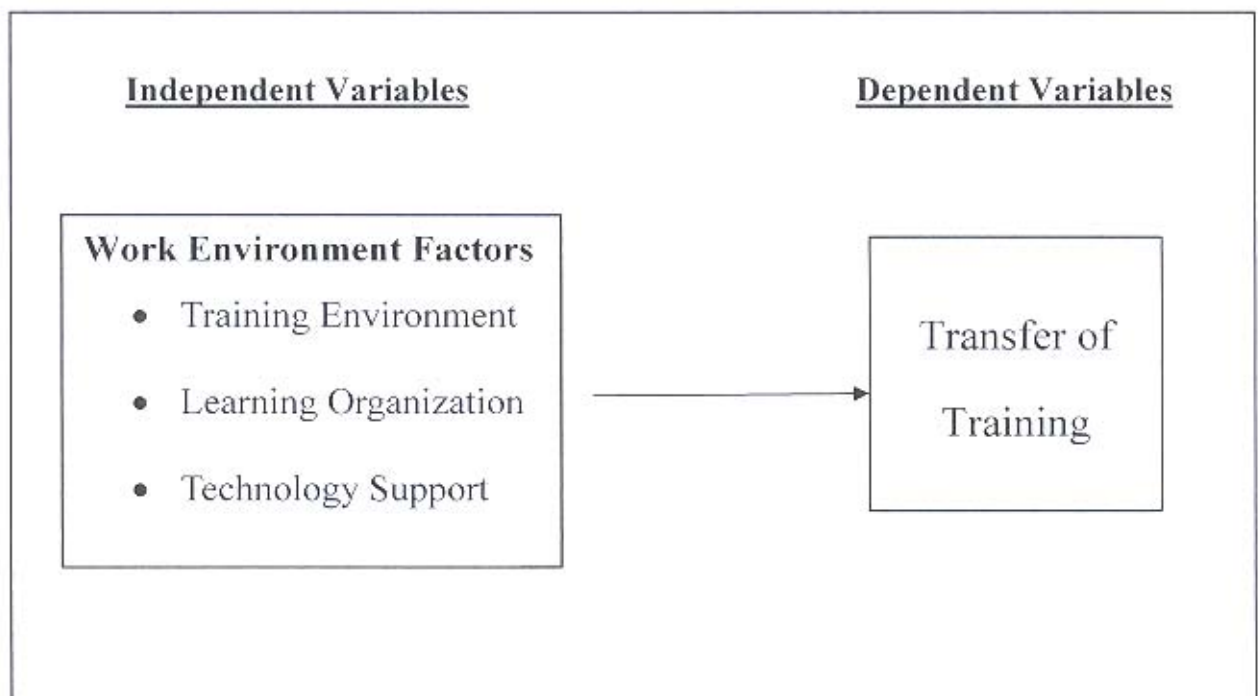 Independent Variables
Dependent Variables
Work Environment Factors
• Training Environment
• Learning Organization
• Technology Support
Transfer of
Training